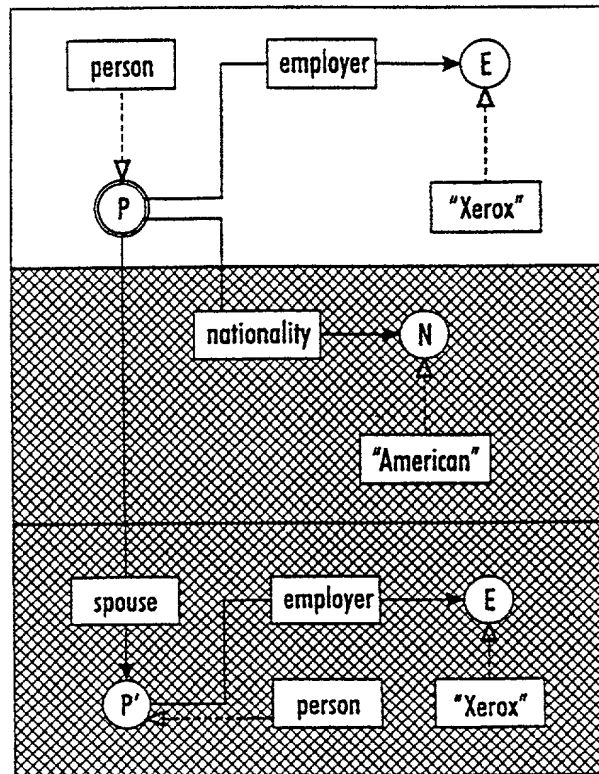 person
employer
E
P
"Xerox"
nationality
N
"American"
spouse
employer
E
P'
person
"Xerox"